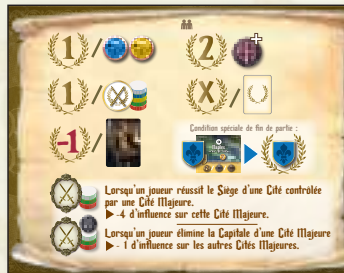 1 /
2 +
1 /
X /
-1 /
Condition spéciale de fin de partie :
Lorsqu'un joueur réussit le Siège d'une Cité contrôlée
par une Cité Majeure.
▶ -4 d'influence sur cette Cité.
Lorsqu'un joueur élimine la Capitale d'une Cité Majeure
▶ - 1 d'influence sur les autres Cités Majeures.